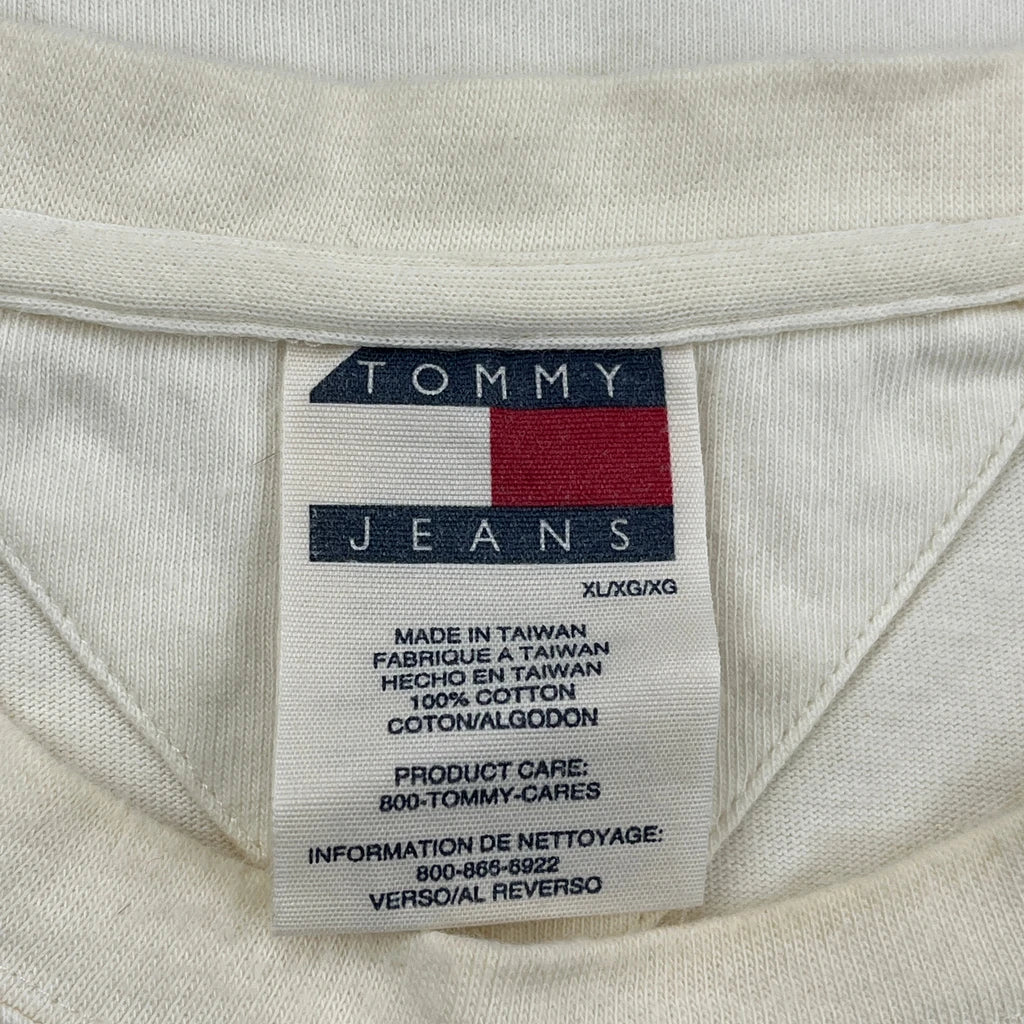 TOMMY
JEANS
XL/XG/XG
MADE IN TAIWAN
FABRIQUE A TAIWAN
HECHO EN TAIWAN
100% COTTON
COTON/ALGODON
PRODUCT CARE:
800-TOMMY-CARES
INFORMATION DE NETTOYAGE:
800-866-6922
VERSO/AL REVERSO